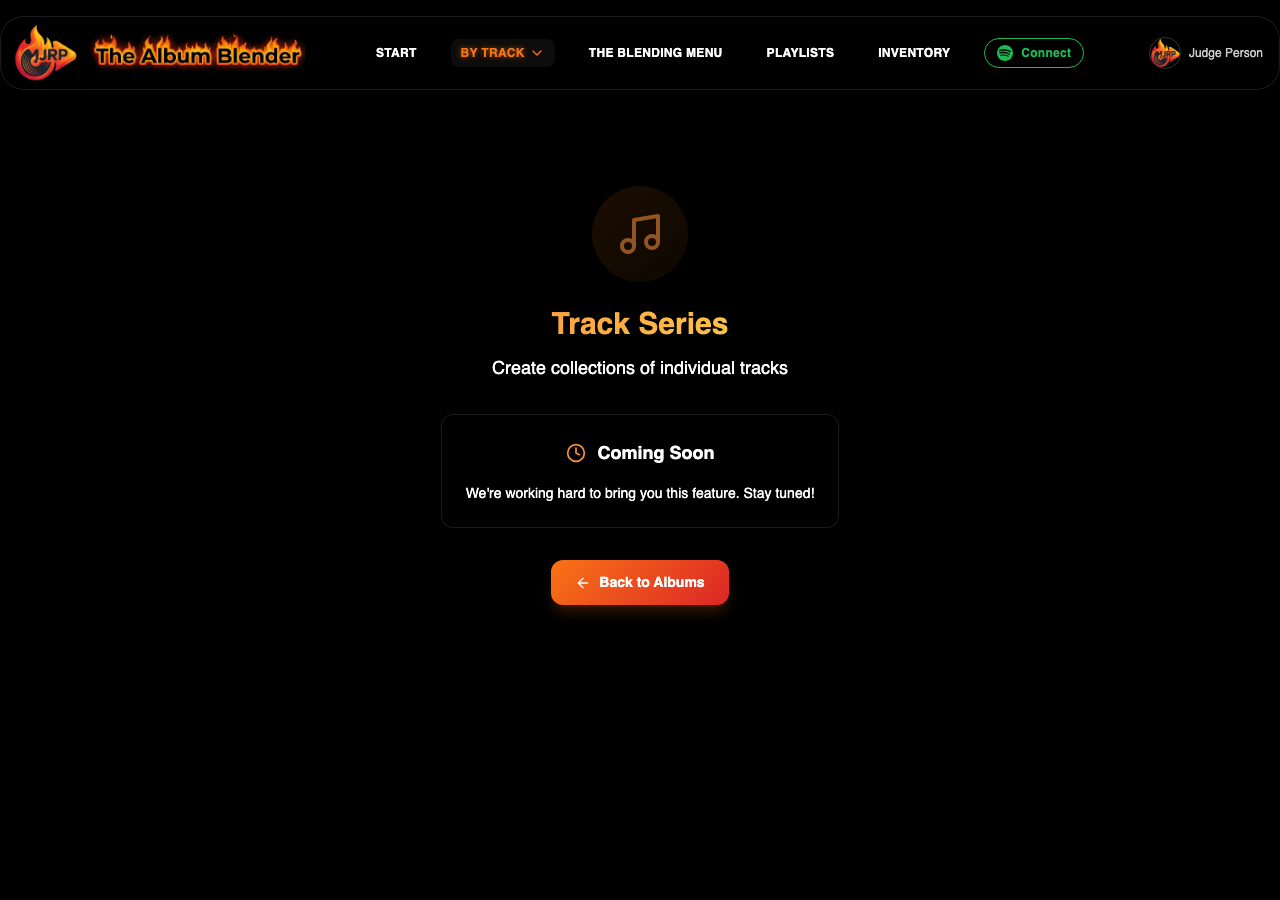 JRP
The Album Blender
START
BY TRACK
THE BLENDING MENU
PLAYLISTS
INVENTORY
Connect
JRP
Judge Person
Track Series
Create collections of individual tracks
Coming Soon
We're working hard to bring you this feature. Stay tuned!
Back to Albums